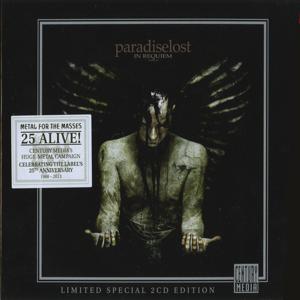 paradiselost
IN REQUIEM
METAL FOR THE MASSES
25 ALIVE!
CENTURY MEDIA'S
HUGE METAL CAMPAIGN
CELEBRATING THE LABEL'S
25TH ANNIVERSARY
1988 - 2013
LIMITED SPECIAL 2CD EDITION
CENTURY
MEDIA